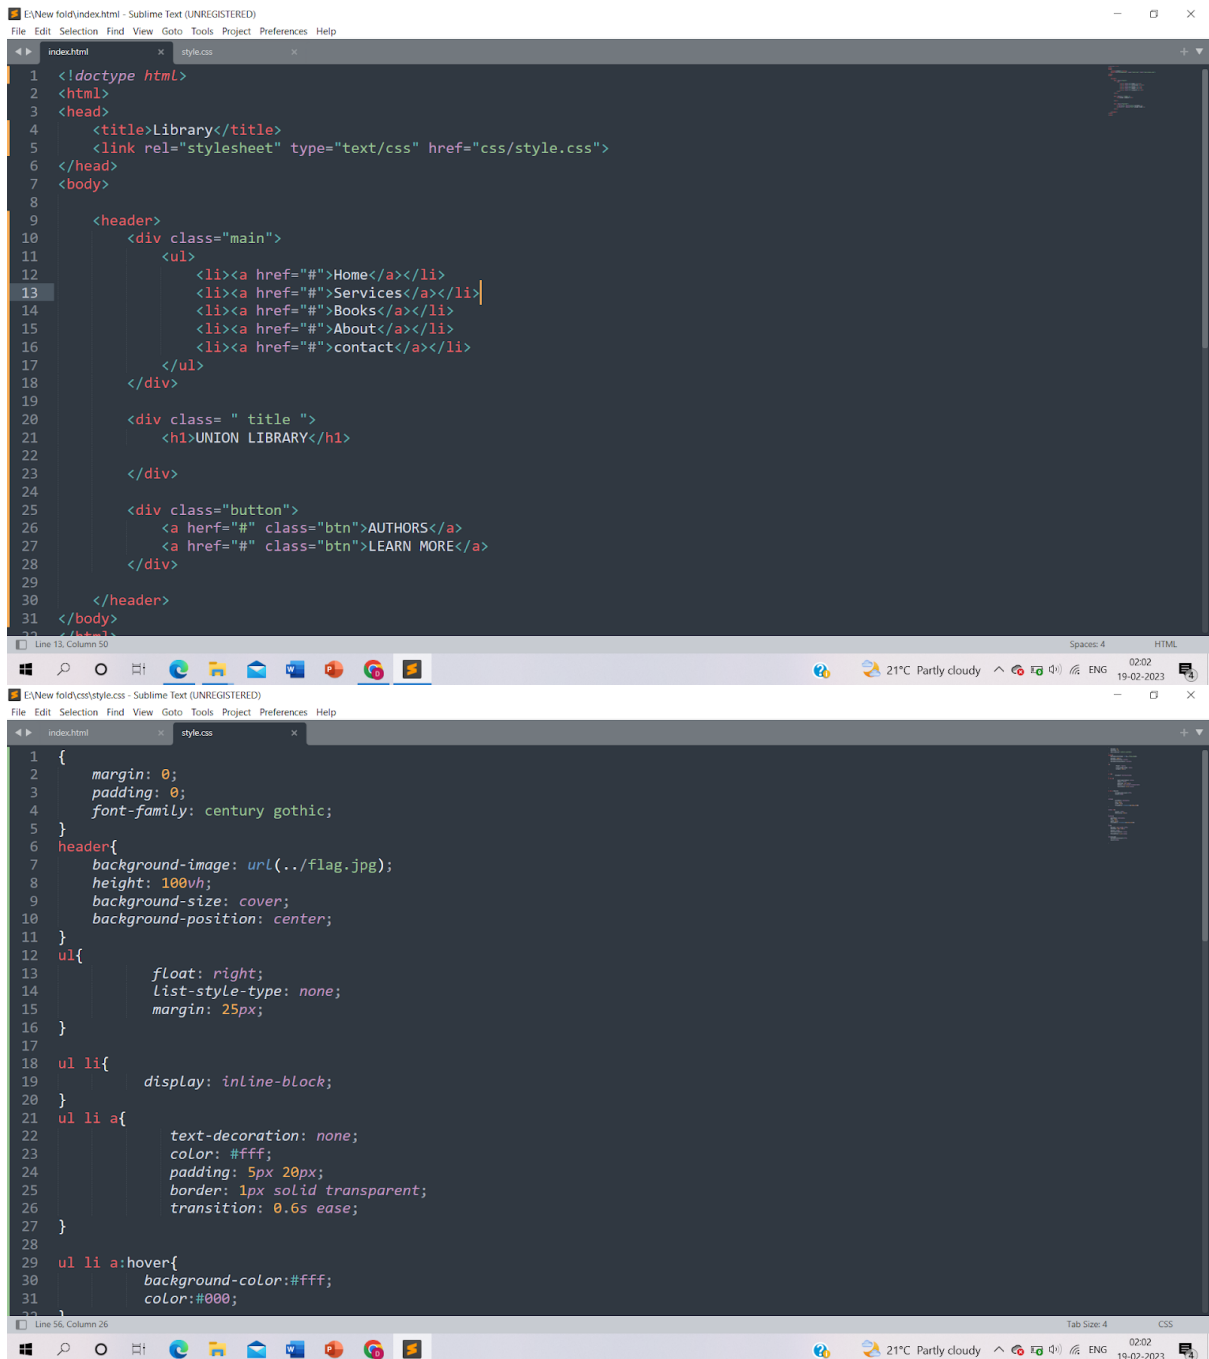 E:\New fold\index.html - Sublime Text (UNREGISTERED)
File Edit Selection Find View Goto Tools Project Preferences Help
index.html × style.css ×
1 <!doctype html>
2 <html>
3 <head>
4 <title>Library</title>
5 <link rel="stylesheet" type="text/css" href="css/style.css">
6 </head>
7 <body>
8
9 <header>
10 <div class="main">
11 <ul>
12 <li><a href="#">Home</a></li>
13 <li><a href="#">Services</a></li>
14 <li><a href="#">Books</a></li>
15 <li><a href="#">About</a></li>
16 <li><a href="#">contact</a></li>
17 </ul>
18 </div>
19
20 <div class= " title ">
21 <h1>UNION LIBRARY</h1>
22
23 </div>
24
25 <div class="button">
26 <a herf="#" class="btn">AUTHORS</a>
27 <a href="#" class="btn">LEARN MORE</a>
28 </div>
29
30 </header>
31 </body>
32 </html>
Line 13, Column 50 Spaces: 4 HTML
21°C Partly cloudy ENG 02:02
19-02-2023 4
E:\New fold\css\style.css - Sublime Text (UNREGISTERED)
File Edit Selection Find View Goto Tools Project Preferences Help
index.html × style.css ×
1 {
2 margin: 0;
3 padding: 0;
4 font-family: century gothic;
5 }
6 header{
7 background-image: url(../flag.jpg);
8 height: 100vh;
9 background-size: cover;
10 background-position: center;
11 }
12 ul{
13 float: right;
14 list-style-type: none;
15 margin: 25px;
16 }
17
18 ul li{
19 display: inline-block;
20 }
21 ul li a{
22 text-decoration: none;
23 color: #fff;
24 padding: 5px 20px;
25 border: 1px solid transparent;
26 transition: 0.6s ease;
27 }
28
29 ul li a:hover{
30 background-color:#fff;
31 color:#000;
32 }
Line 56, Column 26 Tab Size: 4 CSS
21°C Partly cloudy ENG 02:02
19-02-2023 4